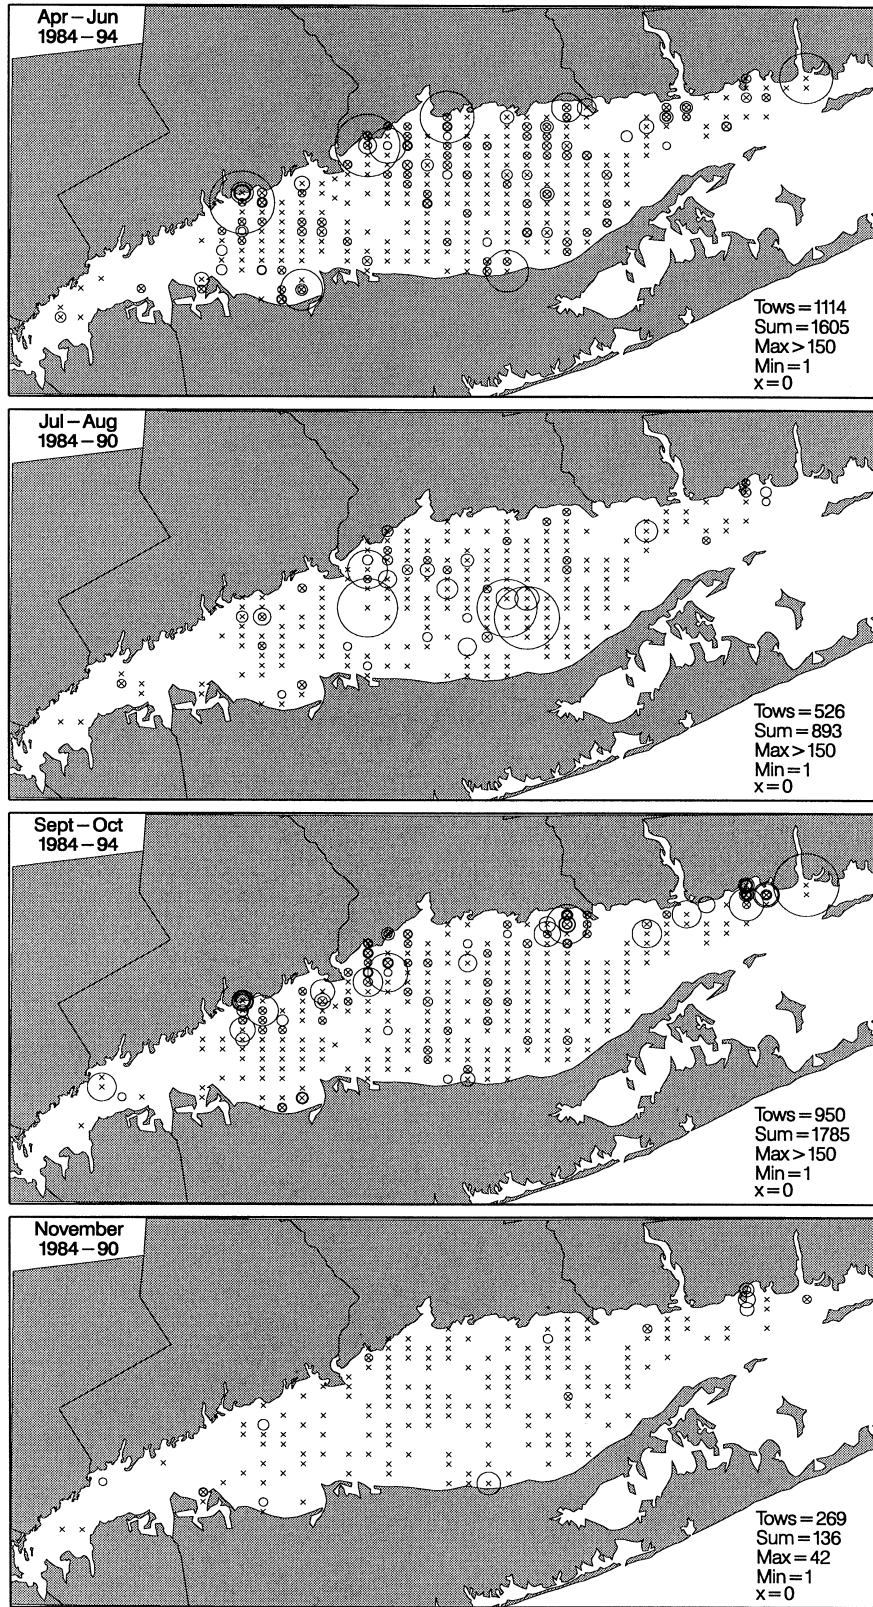 Apr – Jun
1984 – 94
Tows = 1114
Sum = 1605
Max > 150
Min = 1
x = 0
Jul – Aug
1984 – 90
Tows = 526
Sum = 893
Max > 150
Min = 1
x = 0
Sept – Oct
1984 – 94
Tows = 950
Sum = 1785
Max > 150
Min = 1
x = 0
November
1984 – 90
Tows = 269
Sum = 136
Max = 42
Min = 1
x = 0